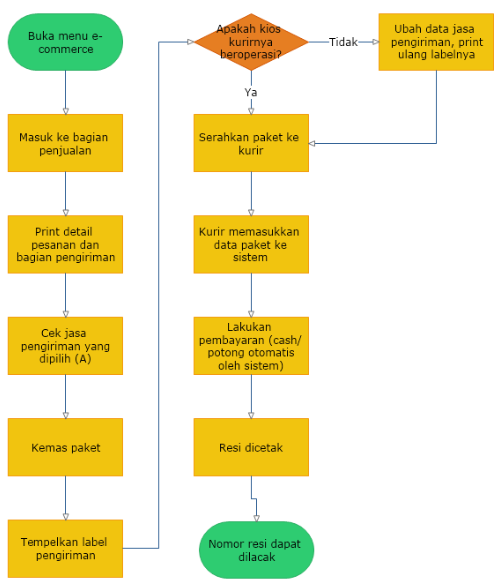 Buka menu e-
commerce
Masuk ke bagian
penjualan
Print detail
pesanan dan
bagian pengiriman
Cek jasa
pengiriman yang
dipilih (A)
Kemas paket
Tempelkan label
pengiriman
Apakah kios
kurirnya
beroperasi?
Tidak
Ubah data jasa
pengiriman, print
ulang labelnya
Ya
Serahkan paket ke
kurir
Kurir memasukkan
data paket ke
sistem
Lakukan
pembayaran (cash/
potong otomatis
oleh sistem)
Resi dicetak
Nomor resi dapat
dilacak